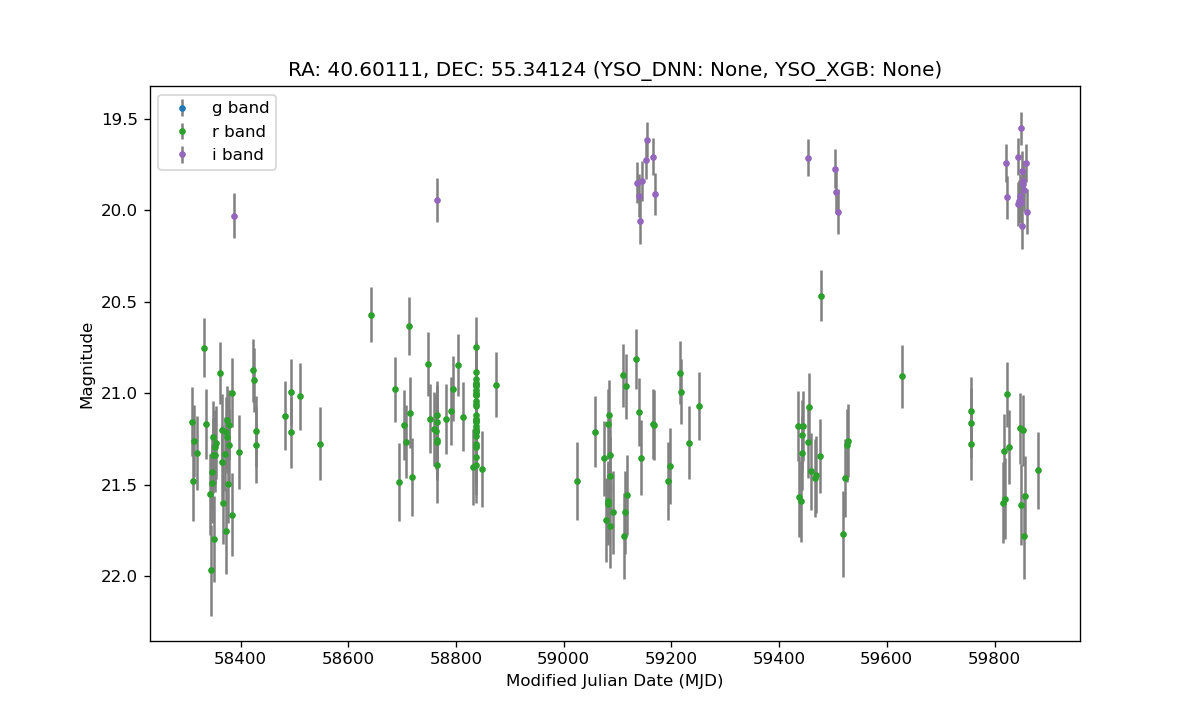 RA: 40.60111, DEC: 55.34124 (YSO_DNN: None, YSO_XGB: None)
g band
r band
i band
19.5
20.0
20.5
21.0
21.5
22.0
Magnitude
58400
58600
58800
59000
59200
59400
59600
59800
Modified Julian Date (MJD)